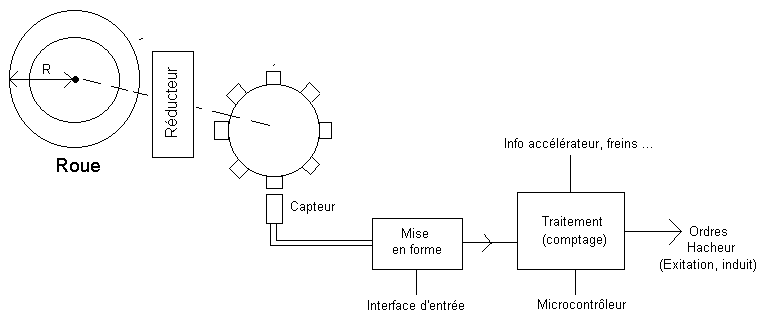 R
Réducteur
Roue
Capteur
Info accélérateur, freins ...
Mise
en forme
Traitement
(comptage)
Ordres
Hacheur
(Exitation, induit)
Interface d'entrée
Microcontrôleur